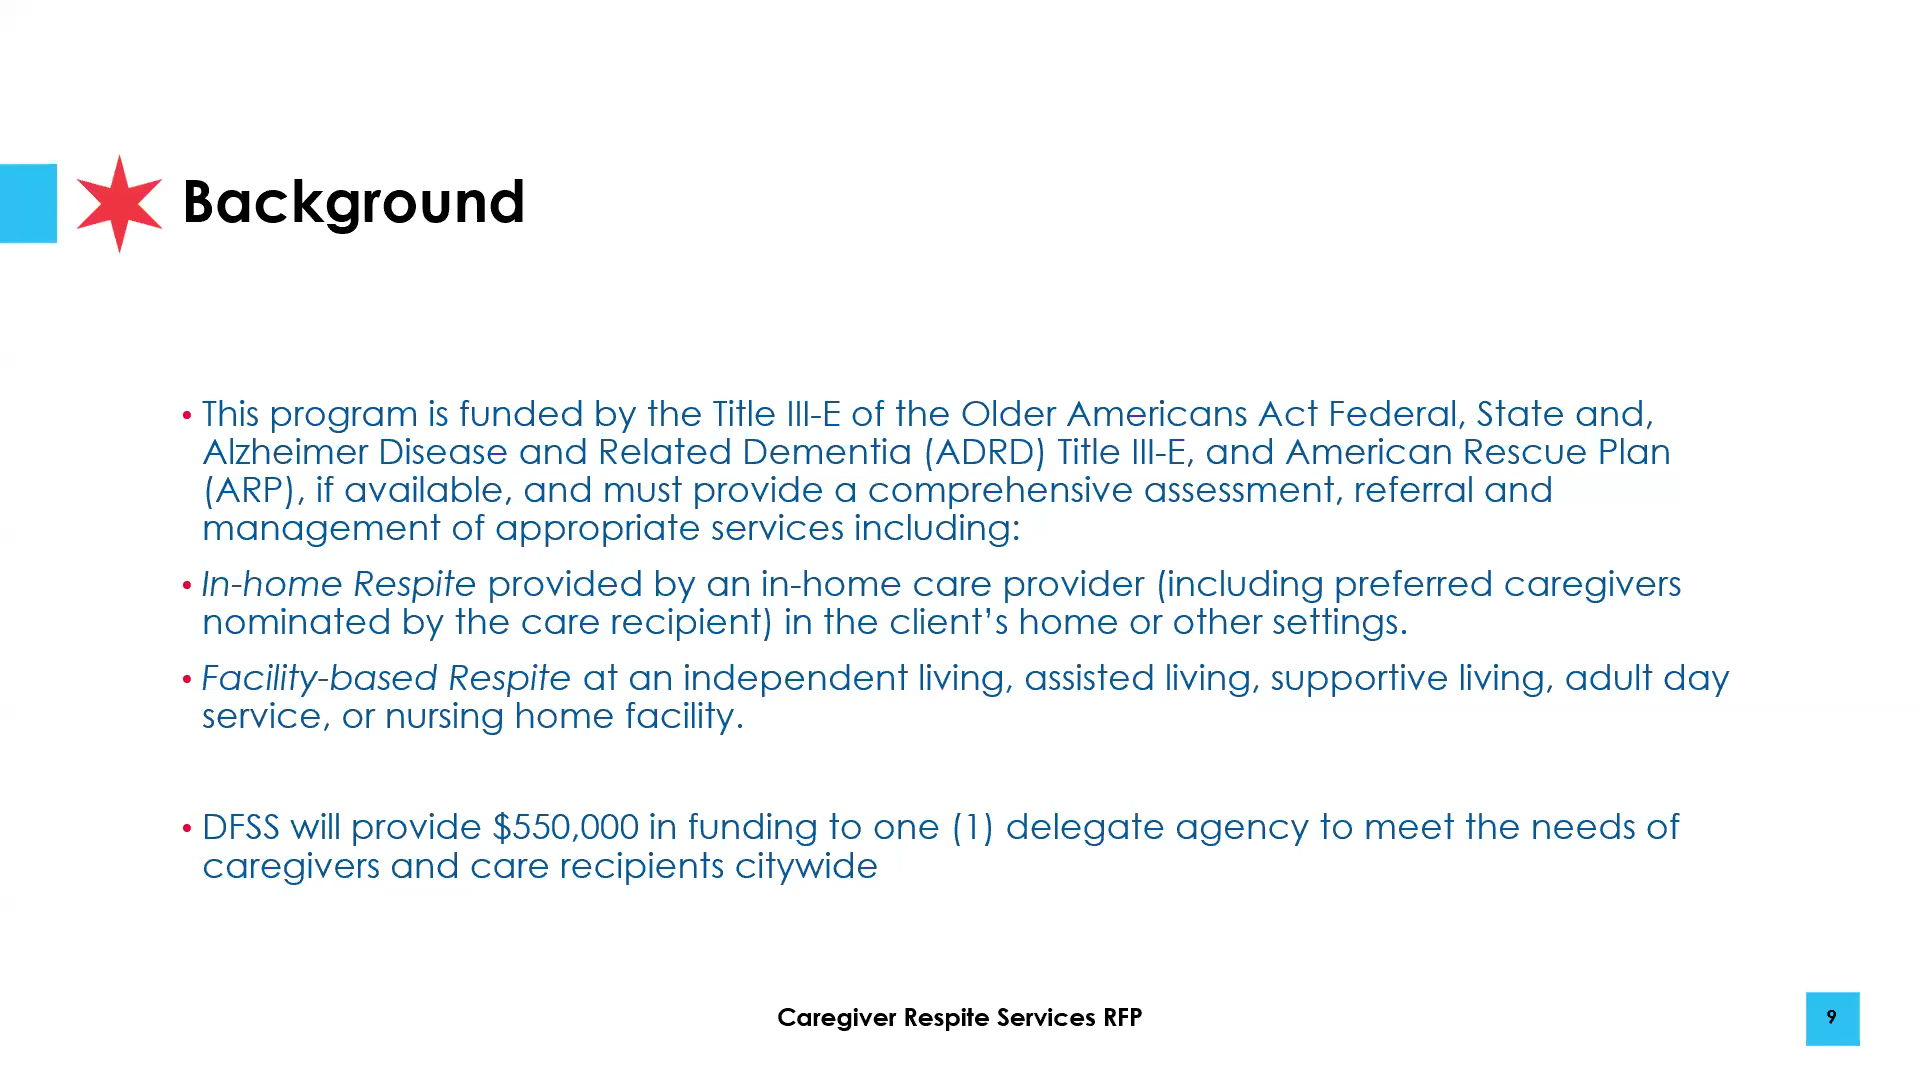 Background
• This program is funded by the Title III-E of the Older Americans Act Federal, State and,
Alzheimer Disease and Related Dementia (ADRD) Title III-E, and American Rescue Plan
(ARP), if available, and must provide a comprehensive assessment, referral and
management of appropriate services including:
• In-home Respite provided by an in-home care provider (including preferred caregivers
nominated by the care recipient) in the client’s home or other settings.
• Facility-based Respite at an independent living, assisted living, supportive living, adult day
service, or nursing home facility.
• DFSS will provide $550,000 in funding to one (1) delegate agency to meet the needs of
caregivers and care recipients citywide
Caregiver Respite Services RFP
9